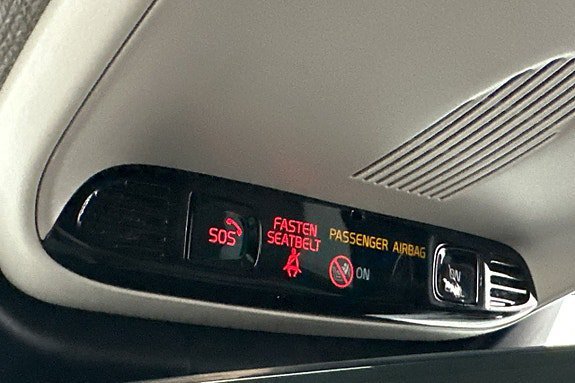 SOS
FASTEN
SEATBELT
PASSENGER AIRBAG
ON